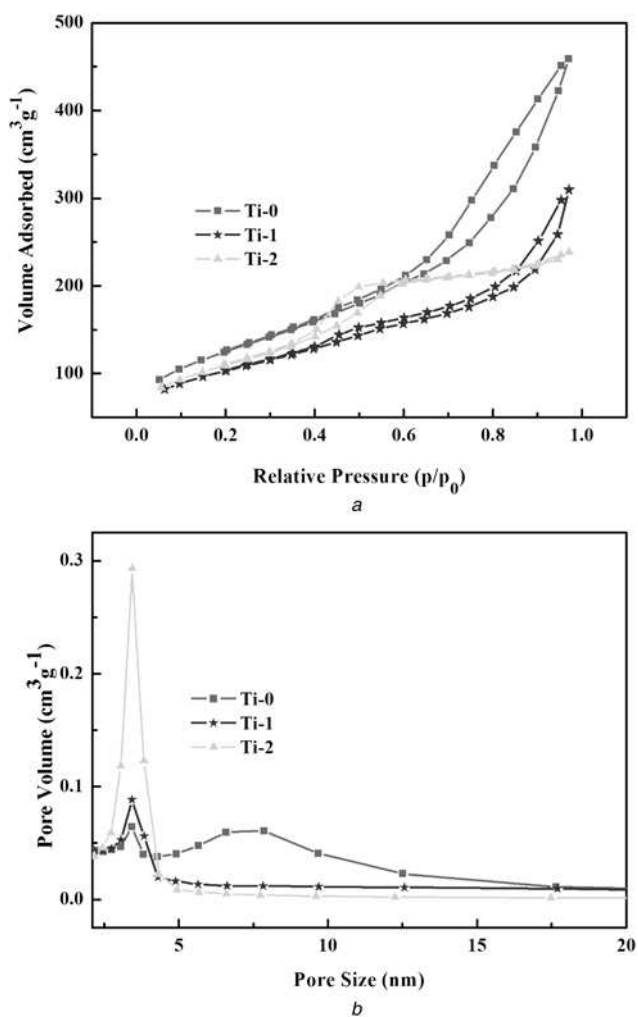 500
400
300
200
100
Volume Adsorbed (cm³g⁻¹)
Ti-0
Ti-1
Ti-2
0.0 0.2 0.4 0.6 0.8 1.0
Relative Pressure (p/p₀)
a
0.3
0.2
0.1
0.0
Pore Volume (cm³g-1)
Ti-0
Ti-1
Ti-2
5 10 15 20
Pore Size (nm)
b